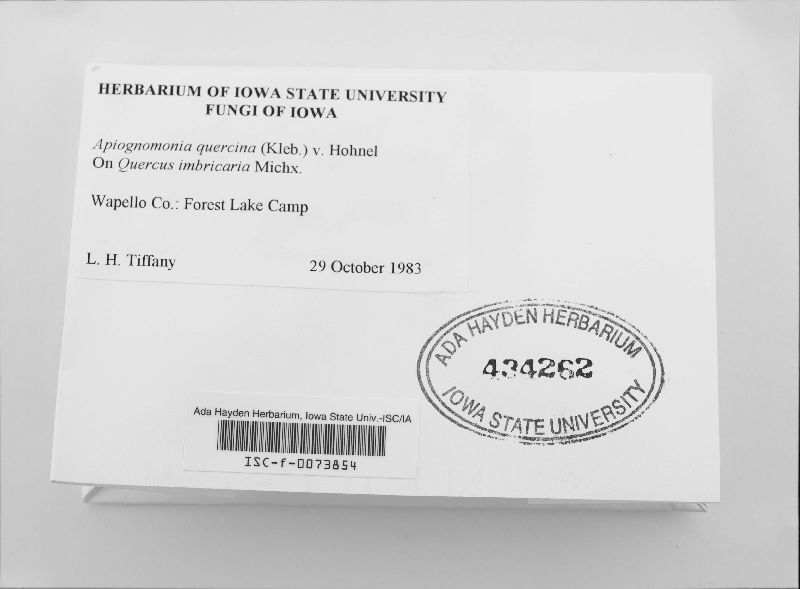 HERBARIUM OF IOWA STATE UNIVERSITY
FUNGI OF IOWA
Apiognomonia quercina (Kleb.) v. Hohnel
On Quercus imbricaria Michx.
Wapello Co.: Forest Lake Camp
L. H. Tiffany 29 October 1983
ADA HAYDEN HERBARIUM
434262
IOWA STATE UNIVERSITY
Ada Hayden Herbarium, Iowa State Univ.-ISC/IA
ISC-f-0073854